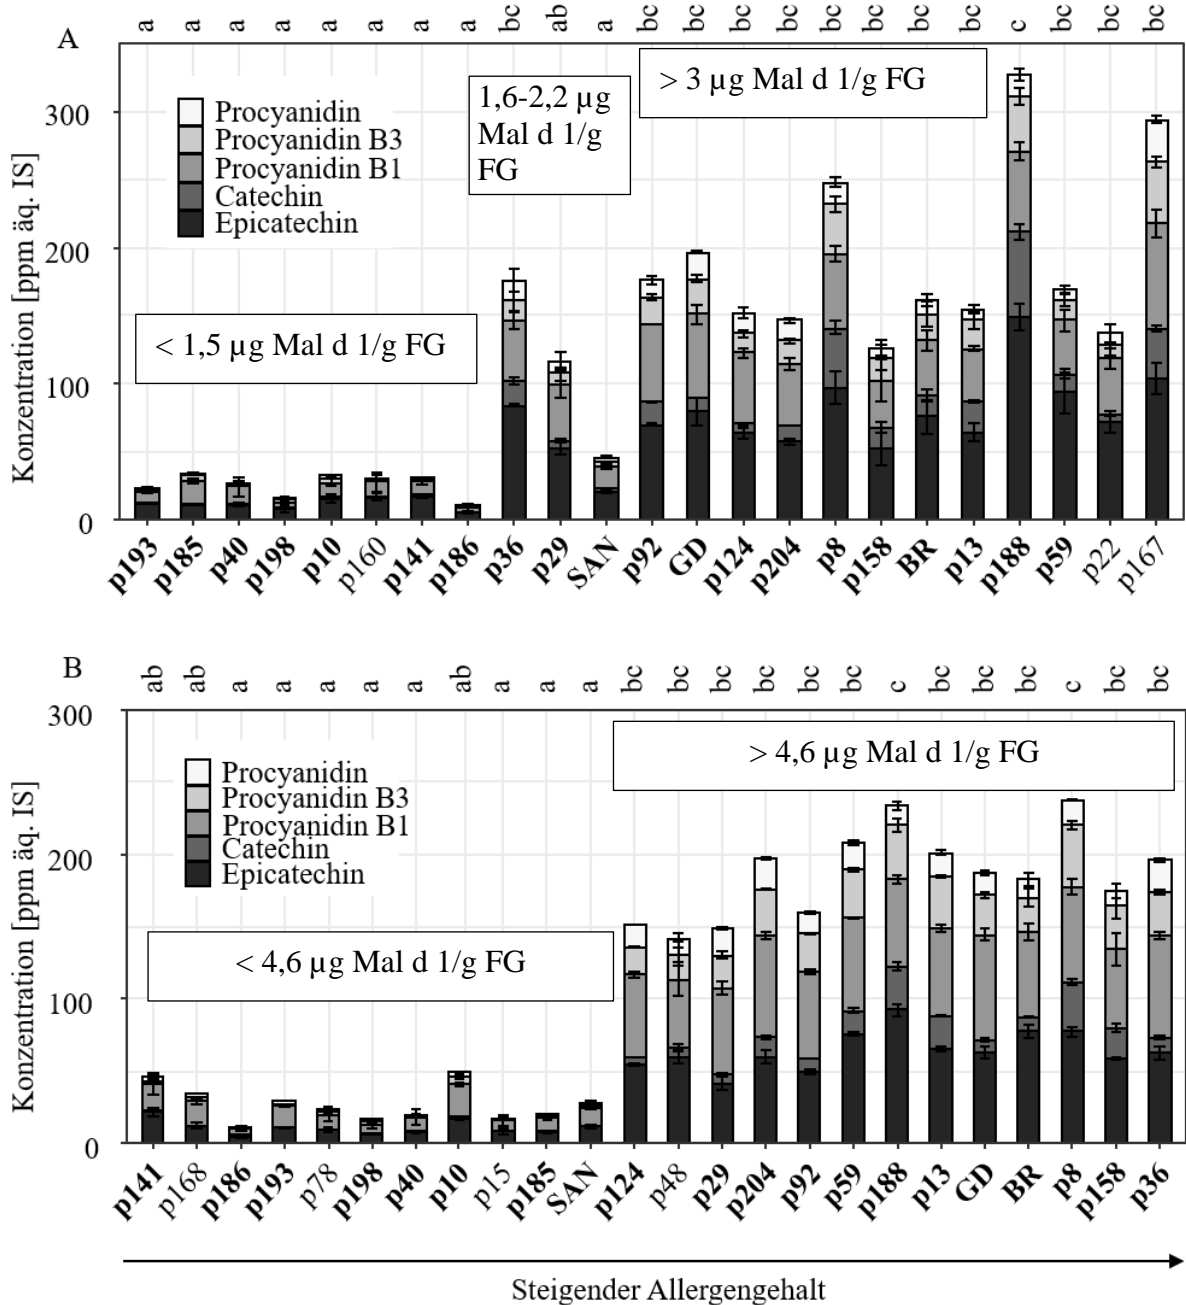 A
a a a a a a a a bc ab a bc bc bc bc bc bc bc bc c bc bc bc
Konzentration [ppm äq. IS]
300
200
100
0
Procyanidin
Procyanidin B3
Procyanidin B1
Catechin
Epicatechin
< 1,5 µg Mal d 1/g FG
1,6-2,2 µg
Mal d 1/g
FG
> 3 µg Mal d 1/g FG
p193 p185 p40 p198 p10 p160 p141 p186 p36 p29 SAN p92 GD p124 p204 p8 p158 BR p13 p188 p59 p22 p167
B
ab ab a a a a a ab a a a bc bc bc bc bc bc c bc bc bc c bc bc
Konzentration [ppm äq. IS]
300
200
100
0
Procyanidin
Procyanidin B3
Procyanidin B1
Catechin
Epicatechin
< 4,6 µg Mal d 1/g FG
> 4,6 µg Mal d 1/g FG
p141 p168 p186 p193 p78 p198 p40 p10 p15 p185 SAN p124 p48 p29 p204 p92 p59 p188 p13 GD BR p8 p158 p36
Steigender Allergengehalt